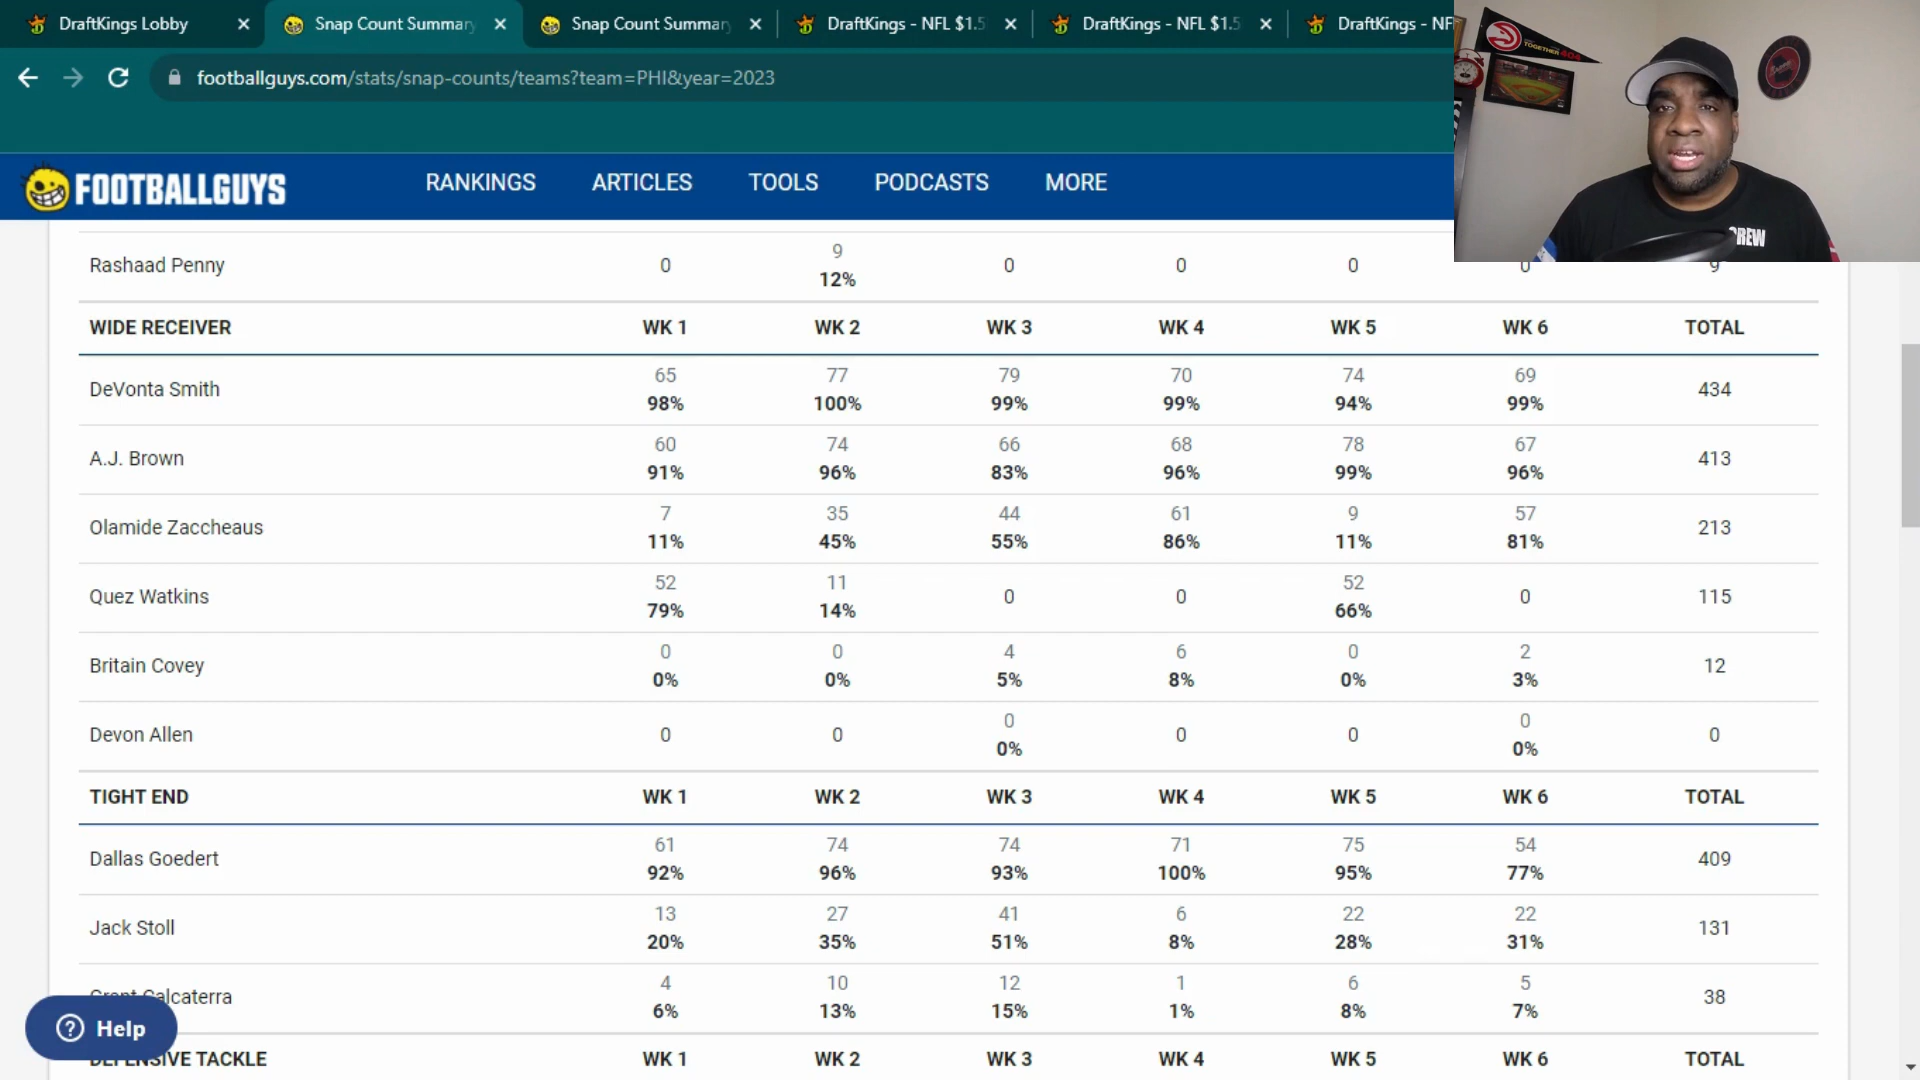 DraftKings Lobby
Snap Count Summary
Snap Count Summary
DraftKings - NFL $1.5
DraftKings - NFL $1.5
DraftKings - NF
footballguys.com/stats/snap-counts/teams?team=PHI&year=2023
TOGETHER 404
CREW
FOOTBALLGUYS
RANKINGS ARTICLES TOOLS PODCASTS MORE
Rashaad Penny 0 9 0 0 0 0 9
12%
WIDE RECEIVER WK 1 WK 2 WK 3 WK 4 WK 5 WK 6 TOTAL
DeVonta Smith 65 77 79 70 74 69 434
98% 100% 99% 99% 94% 99%
A.J. Brown 60 74 66 68 78 67 413
91% 96% 83% 96% 99% 96%
Olamide Zaccheaus 7 35 44 61 9 57 213
11% 45% 55% 86% 11% 81%
Quez Watkins 52 11 0 0 52 0 115
79% 14% 66%
Britain Covey 0 0 4 6 0 2 12
0% 0% 5% 8% 0% 3%
Devon Allen 0 0 0 0 0 0 0
0% 0%
TIGHT END WK 1 WK 2 WK 3 WK 4 WK 5 WK 6 TOTAL
Dallas Goedert 61 74 74 71 75 54 409
92% 96% 93% 100% 95% 77%
Jack Stoll 13 27 41 6 22 22 131
20% 35% 51% 8% 28% 31%
Grant Calcaterra 4 10 12 1 6 5 38
6% 13% 15% 1% 8% 7%
? Help
DEFENSIVE TACKLE WK 1 WK 2 WK 3 WK 4 WK 5 WK 6 TOTAL